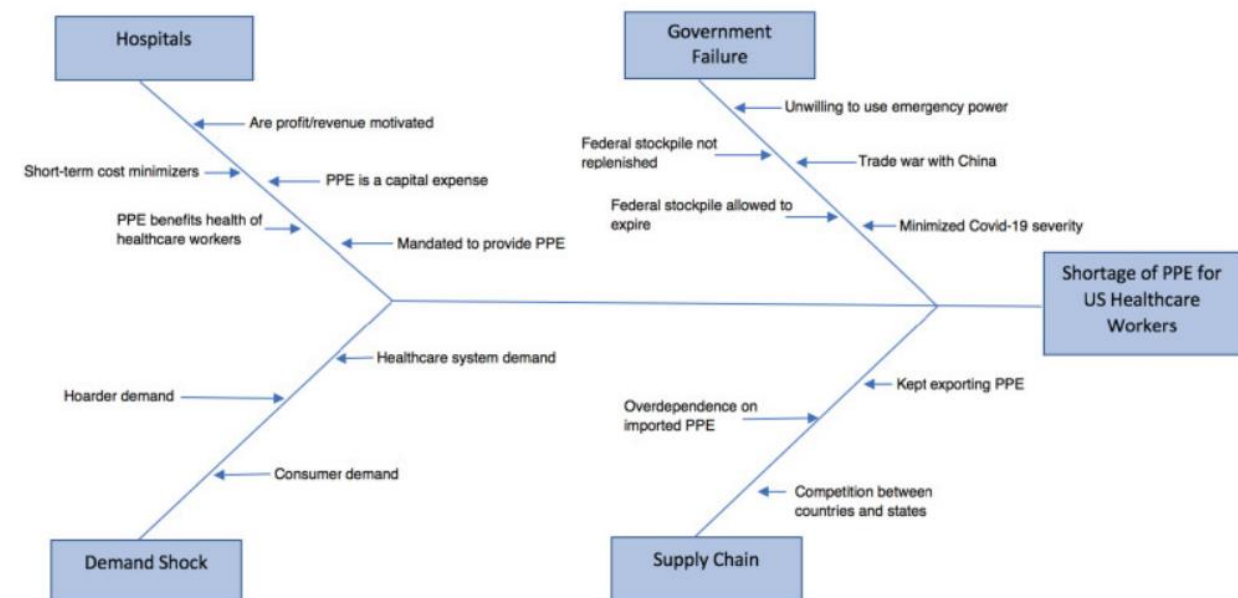 Hospitals
Are profit/revenue motivated
Short-term cost minimizers
PPE is a capital expense
PPE benefits health of
healthcare workers
Mandated to provide PPE
Government
Failure
Unwilling to use emergency power
Federal stockpile not
replenished
Trade war with China
Federal stockpile allowed to
expire
Minimized Covid-19 severity
Shortage of PPE for
US Healthcare
Workers
Healthcare system demand
Hoarder demand
Consumer demand
Demand Shock
Kept exporting PPE
Overdependence on
imported PPE
Competition between
countries and states
Supply Chain